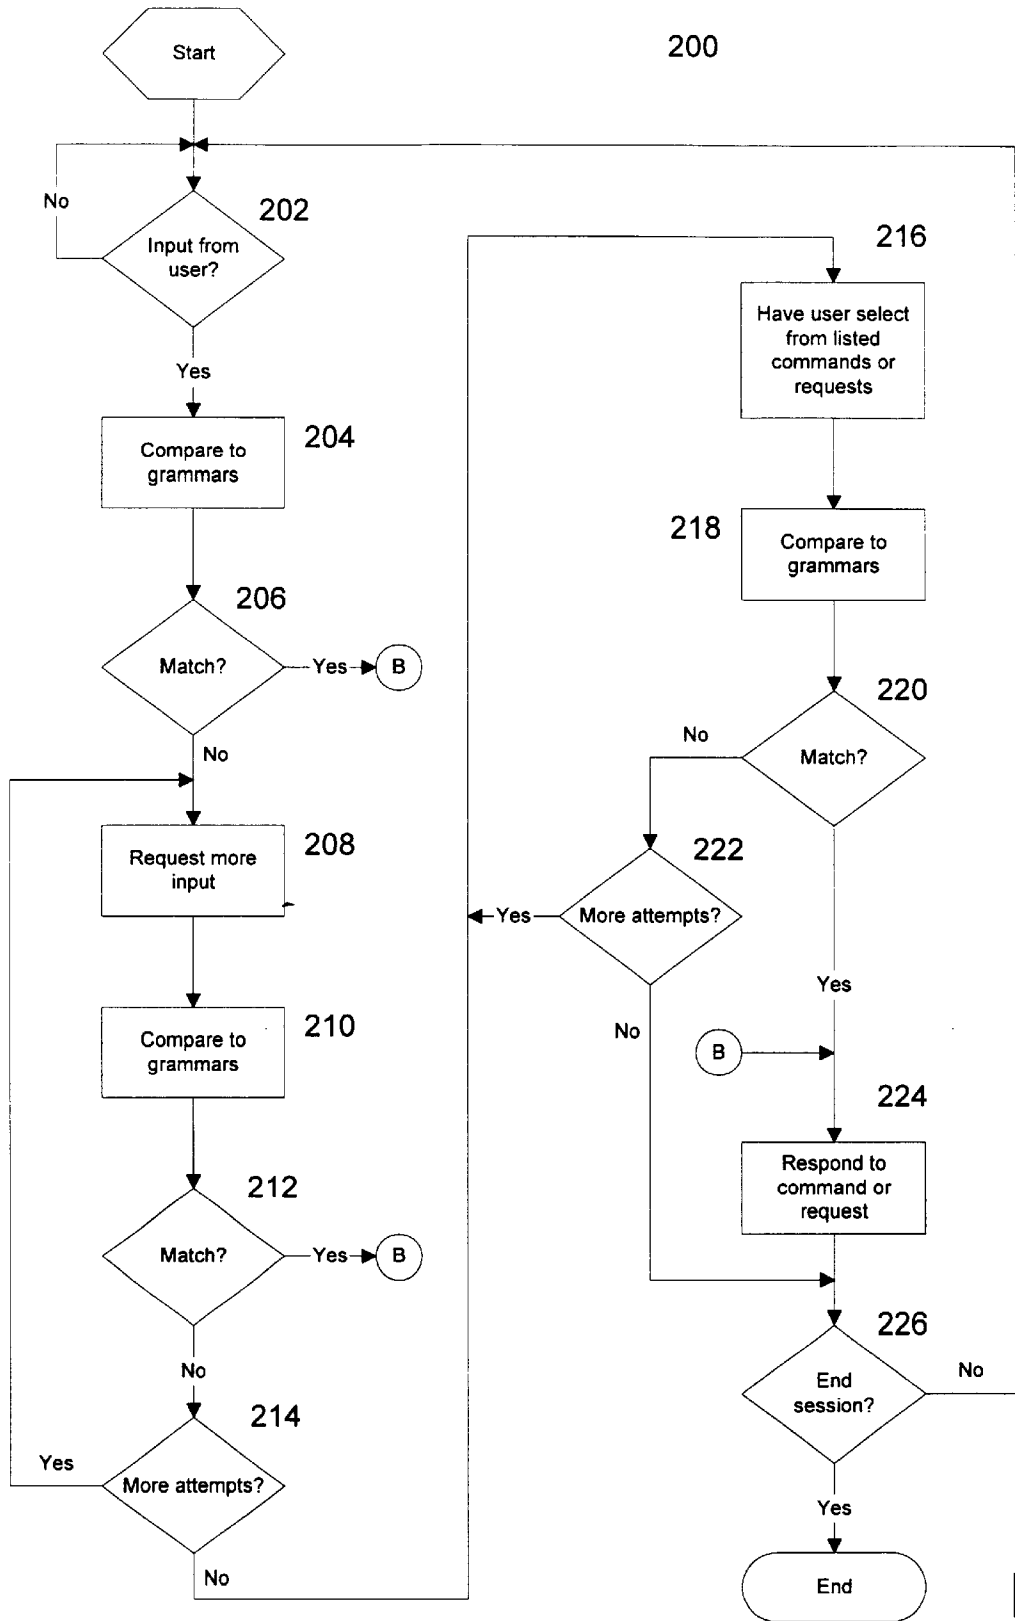 Start
200
No
202
Input from
user?
Yes
Compare to
grammars
204
206
Match?
Yes
B
No
Request more
input
208
Compare to
grammars
210
212
Match?
Yes
B
No
214
More attempts?
Yes
No
216
Have user select
from listed
commands or
requests
218
Compare to
grammars
220
Match?
No
222
More attempts?
Yes
No
Yes
B
224
Respond to
command or
request
226
End
session?
No
Yes
End